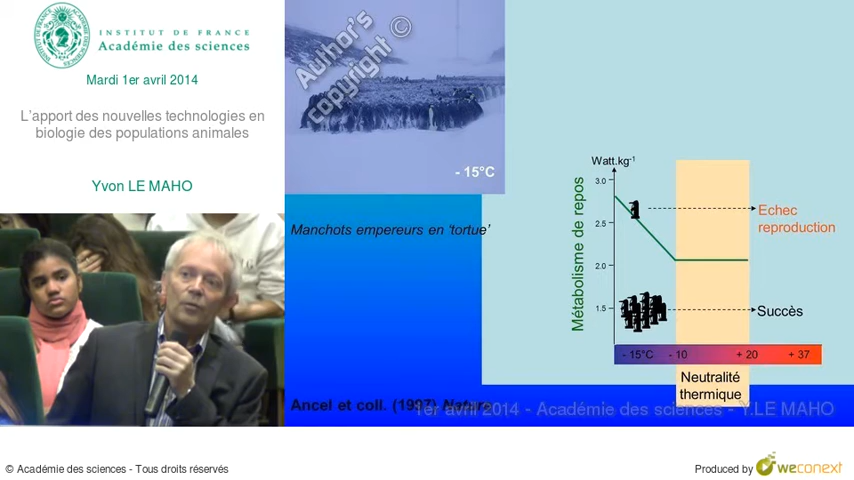 INSTITUT DE FRANCE
Académie des sciences
Mardi 1er avril 2014
L'apport des nouvelles technologies en
biologie des populations animales
Yvon LE MAHO
Author's
copyright ©
- 15°C
Manchots empereurs en 'tortue'
Ancel et coll. (1997) Nature
Watt.kg-1
3.0
2.5
2.0
1.5
Métabolisme de repos
Echec
reproduction
Succès
- 15°C - 10 + 20 + 37
Neutralité
thermique
1er avril 2014 - Académie des sciences - Y.LE MAHO
© Académie des sciences - Tous droits réservés
Produced by weconext